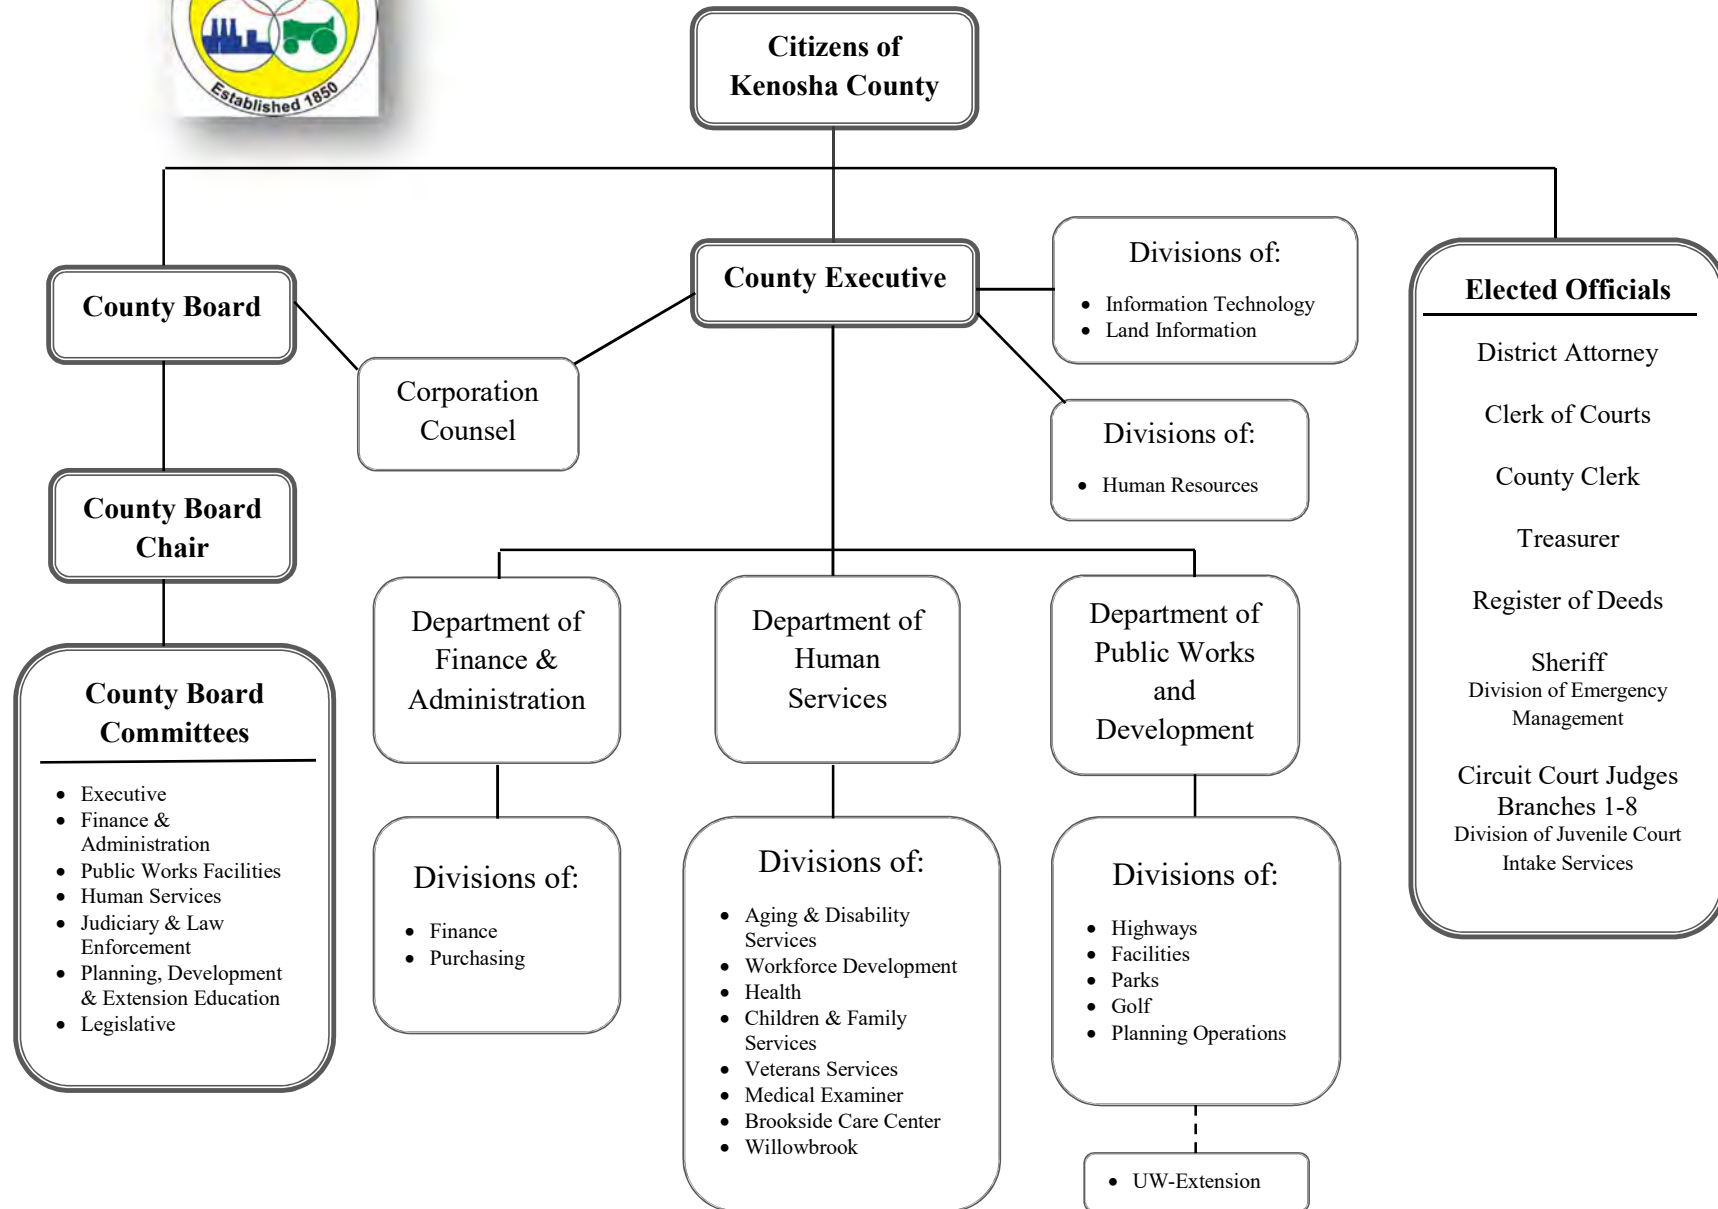 Established 1850
Citizens of
Kenosha County
County Board
County Executive
Divisions of:
• Information Technology
• Land Information
Corporation
Counsel
Divisions of:
• Human Resources
County Board
Chair
County Board
Committees
• Executive
• Finance &
Administration
• Public Works Facilities
• Human Services
• Judiciary & Law
Enforcement
• Planning, Development
& Extension Education
• Legislative
Department of
Finance &
Administration
Divisions of:
• Finance
• Purchasing
Department of
Human
Services
Divisions of:
• Aging & Disability
Services
• Workforce Development
• Health
• Children & Family
Services
• Veterans Services
• Medical Examiner
• Brookside Care Center
• Willowbrook
Department of
Public Works
and
Development
Divisions of:
• Highways
• Facilities
• Parks
• Golf
• Planning Operations
• UW-Extension
Elected Officials
District Attorney
Clerk of Courts
County Clerk
Treasurer
Register of Deeds
Sheriff
Division of Emergency
Management
Circuit Court Judges
Branches 1-8
Division of Juvenile Court
Intake Services